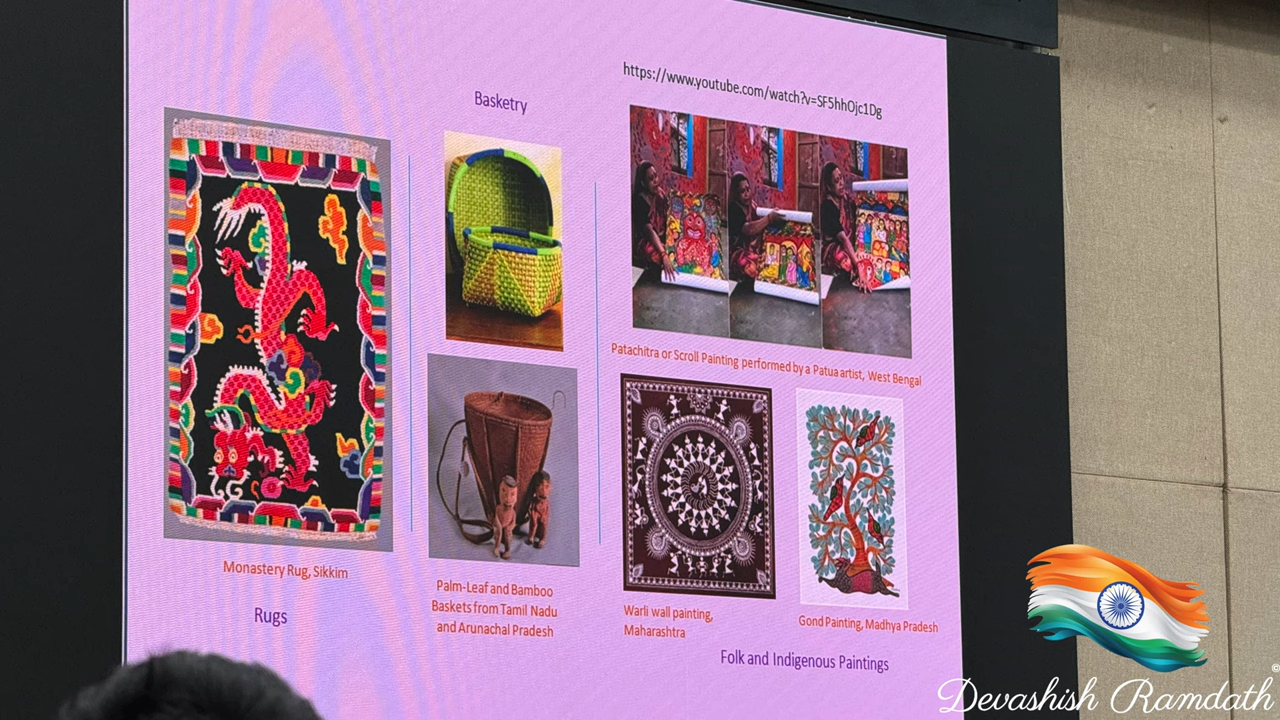 https://www.youtube.com/watch?v=SF5hhOjc1Dg
Basketry
Monastery Rug, Sikkim
Rugs
Palm-Leaf and Bamboo
Baskets from Tamil Nadu
and Arunachal Pradesh
Patachitra or Scroll Painting performed by a Patua artist, West Bengal
Warli wall painting,
Maharashtra
Gond Painting, Madhya Pradesh
Folk and Indigenous Paintings
©
Devashish Ramdath